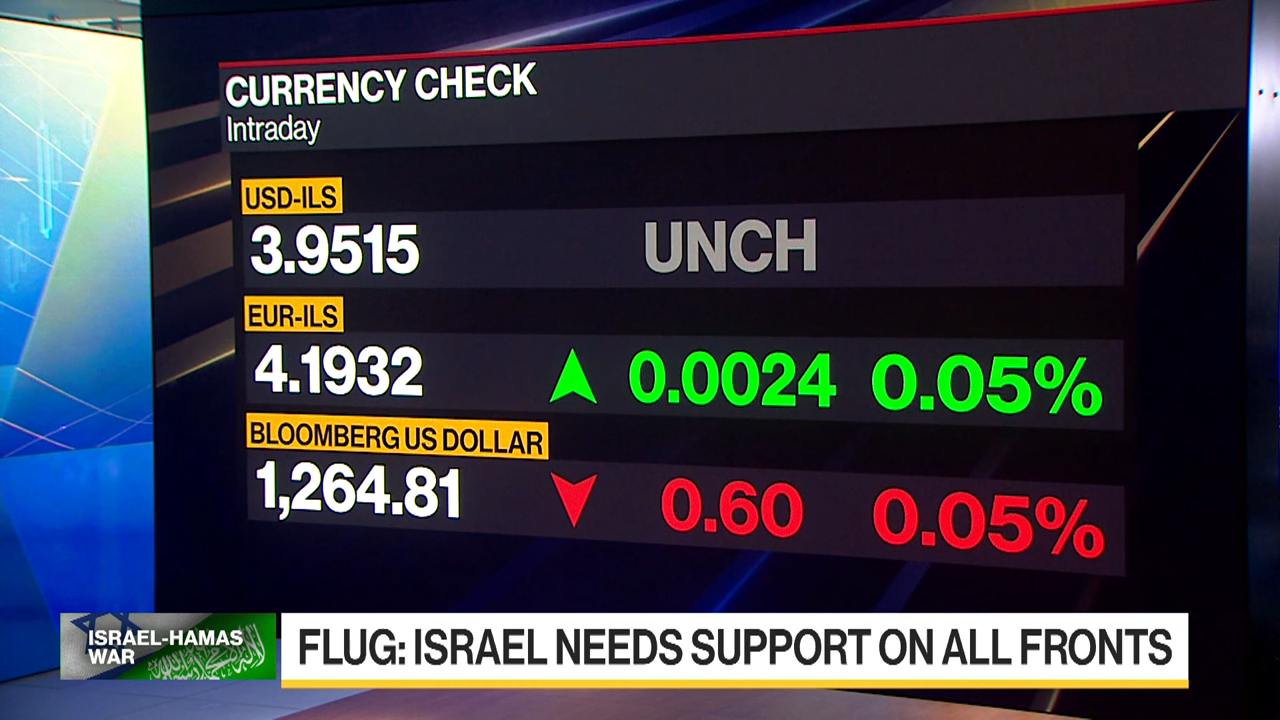 CURRENCY CHECK
Intraday
USD-ILS
3.9515 UNCH
EUR-ILS
4.1932 ▲ 0.0024 0.05%
BLOOMBERG US DOLLAR
1,264.81 ▼ 0.60 0.05%
ISRAEL-HAMAS
WAR
FLUG: ISRAEL NEEDS SUPPORT ON ALL FRONTS